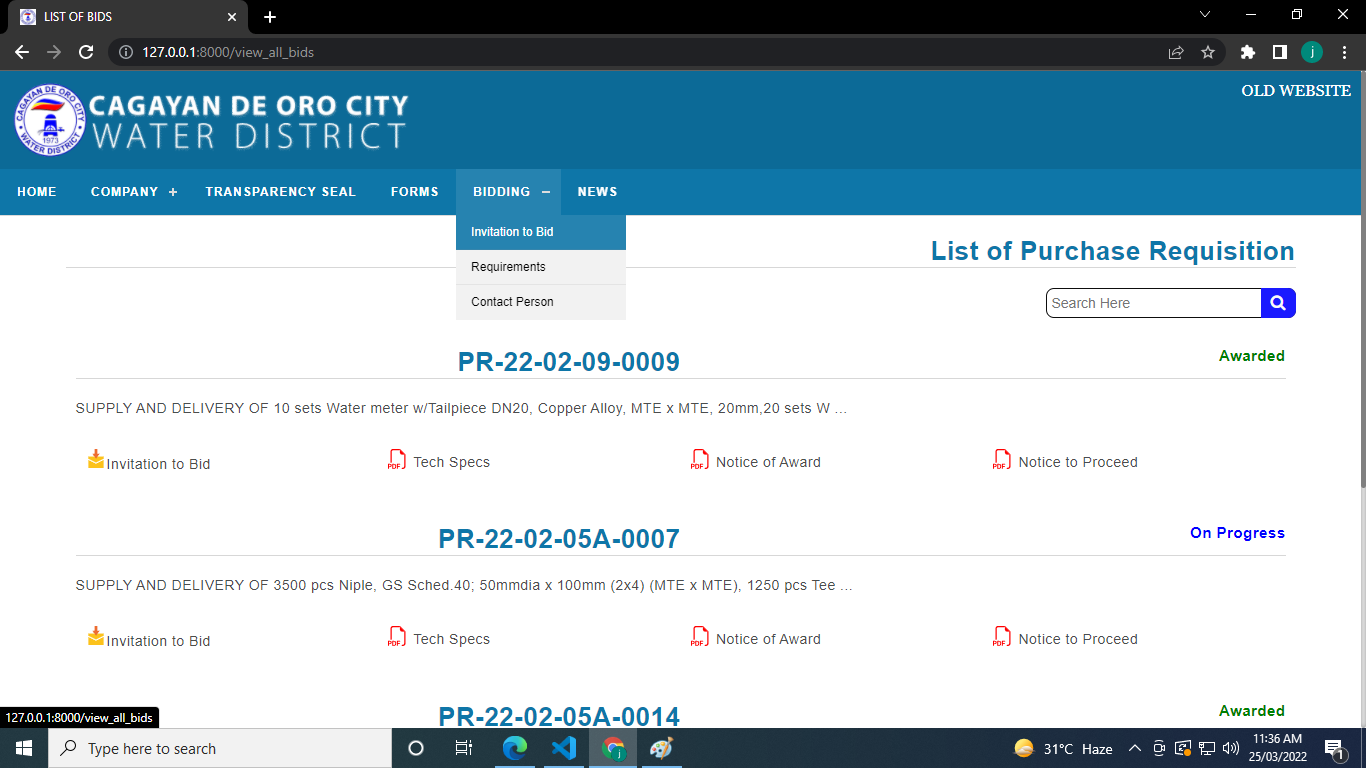 LIST OF BIDS
127.0.0.1:8000/view_all_bids
j
CAGAYAN DE ORO CITY
WATER DISTRICT
CAGAYAN DE ORO CITY
1973
WATER DISTRICT
OLD WEBSITE
HOME COMPANY + TRANSPARENCY SEAL FORMS BIDDING − NEWS
Invitation to Bid
Requirements
Contact Person
List of Purchase Requisition
Search Here
PR-22-02-09-0009
Awarded
SUPPLY AND DELIVERY OF 10 sets Water meter w/Tailpiece DN20, Copper Alloy, MTE x MTE, 20mm,20 sets W ...
Invitation to Bid PDF Tech Specs PDF Notice of Award PDF Notice to Proceed
PR-22-02-05A-0007
On Progress
SUPPLY AND DELIVERY OF 3500 pcs Niple, GS Sched.40; 50mmdia x 100mm (2x4) (MTE x MTE), 1250 pcs Tee ...
Invitation to Bid PDF Tech Specs PDF Notice of Award PDF Notice to Proceed
PR-22-02-05A-0014
Awarded
127.0.0.1:8000/view_all_bids
Type here to search
j
31°C Haze
11:36 AM
25/03/2022
1